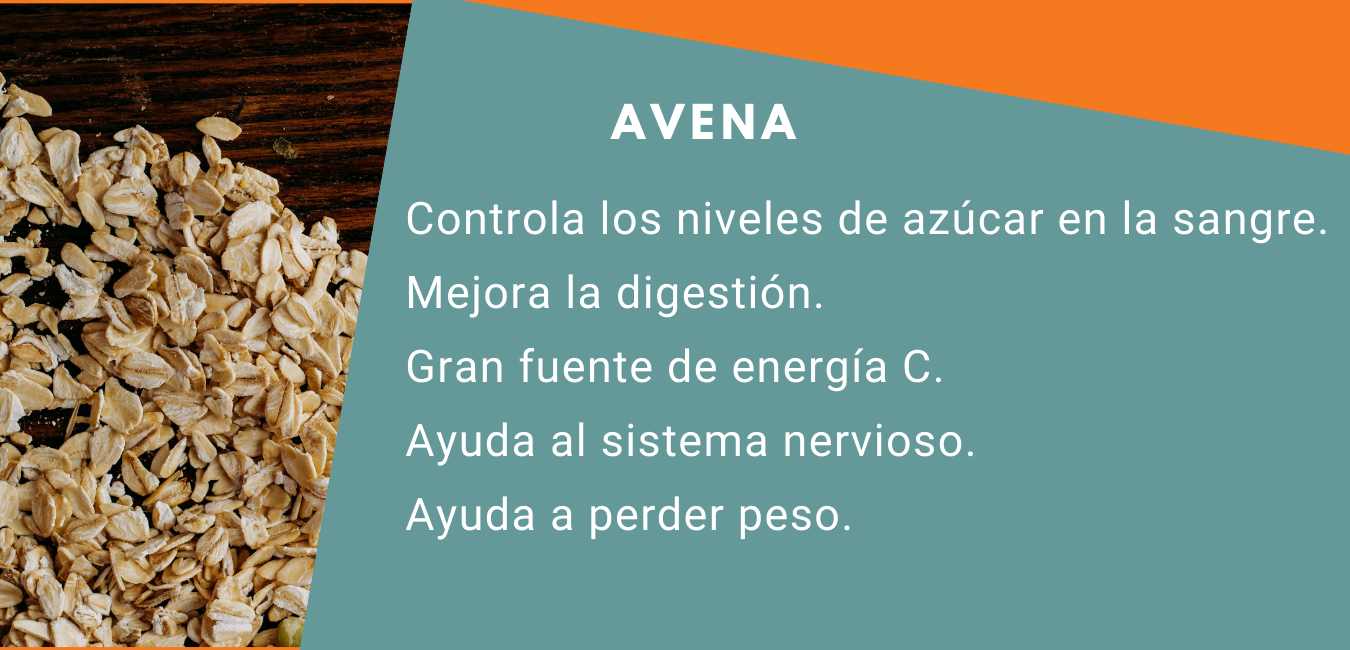 AVENA
Controla los niveles de azúcar en la sangre.
Mejora la digestión.
Gran fuente de energía C.
Ayuda al sistema nervioso.
Ayuda a perder peso.